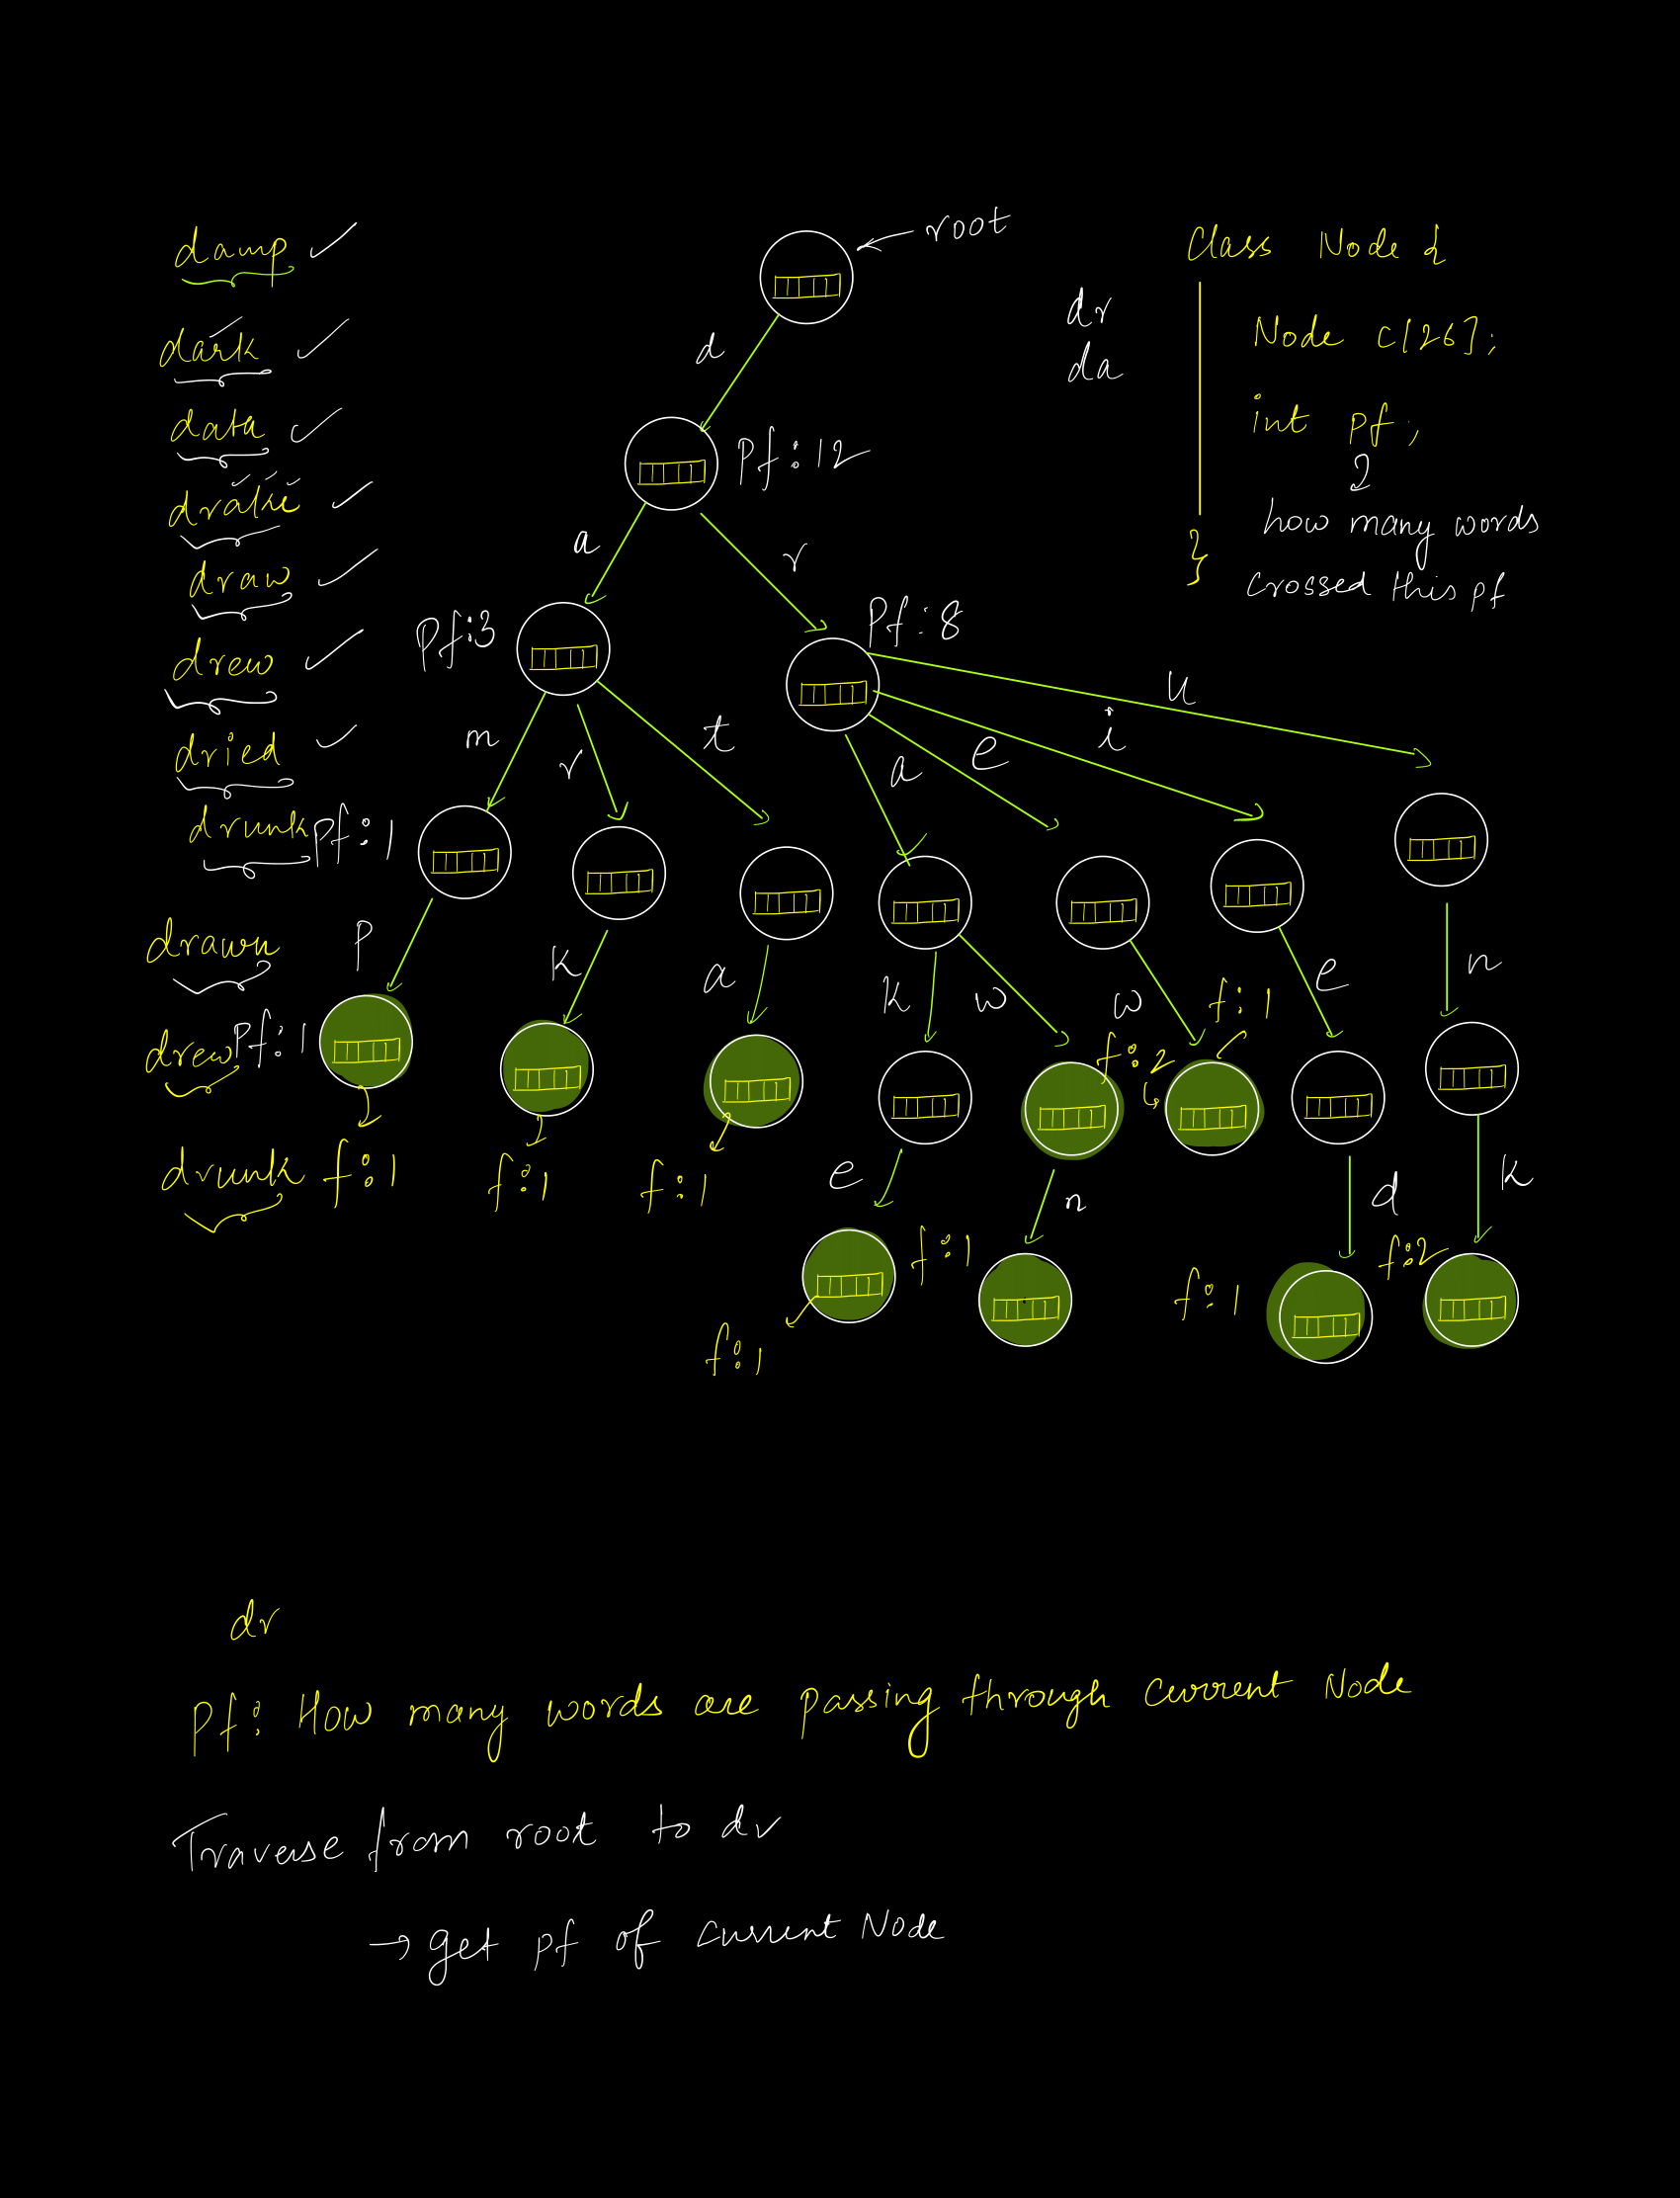 damp
dark
data
drake
draw
drew
dried
drunk
drawn
drew
drunk
root
d
Pf:12
a
r
Pf:3
Pf:8
m
r
t
a
e
i
u
Pf:1
p
k
a
k
w
w
e
n
Pf:1
f:1
f:1
f:1
f:2
f:1
e
n
d
k
f:1
f:1
f:1
f:2
dr
da
Class Node {
Node c[26];
int pf;
how many words
crossed this pf
}
dr
Pf: How many words are passing through current Node
Traverse from root to dr
→ get pf of current Node